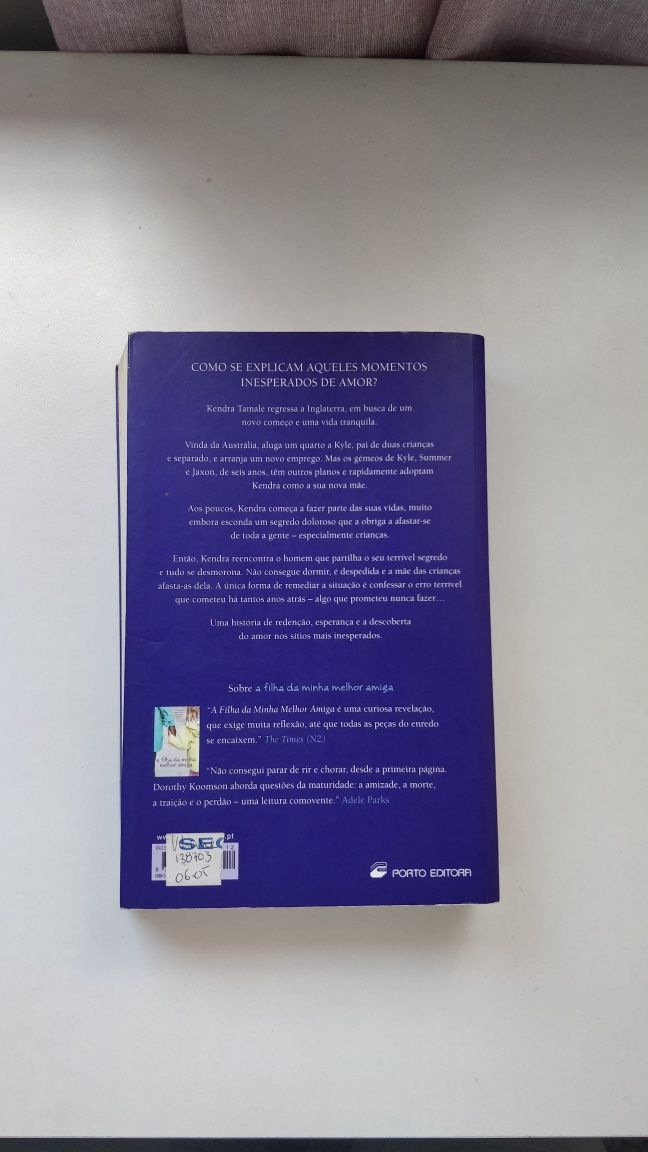 COMO SE EXPLICAM AQUELES MOMENTOS
INESPERADOS DE AMOR?
Kendra Tamale regressa a Inglaterra, em busca de um
novo começo e uma vida tranquila.
Vinda da Austrália, aluga um quarto a Kyle, pai de duas crianças
e separado, e arranja um novo emprego. Mas os gémeos de Kyle, Summer
e Jaxon, de seis anos, têm outros planos e rapidamente adoptam
Kendra como a sua nova mãe.
Aos poucos, Kendra começa a fazer parte das suas vidas, muito
embora esconda um segredo doloroso que a obriga a afastar-se
de toda a gente – especialmente crianças.
Então, Kendra reencontra o homem que partilha o seu terrível segredo
e tudo se desmorona. Não consegue dormir, é despedida e a mãe das crianças
afasta-as dela. A única forma de remediar a situação é confessar o erro terrível
que cometeu há tantos anos atrás – algo que prometeu nunca fazer…
Uma história de redenção, esperança e a descoberta
do amor nos sítios mais inesperados.
Sobre a filha da minha melhor amiga
"A Filha da Minha Melhor Amiga é uma curiosa revelação,
que exige muita reflexão, até que todas as peças do enredo
se encaixem." The Times (NZ)
a filha da minha
melhor amiga
"Não consegui parar de rir e chorar, desde a primeira página.
Dorothy Koomson aborda questões da maturidade: a amizade, a morte,
a traição e o perdão – uma leitura comovente." Adele Parks
.pt
SEG
138703
06-05
PORTO EDITORA